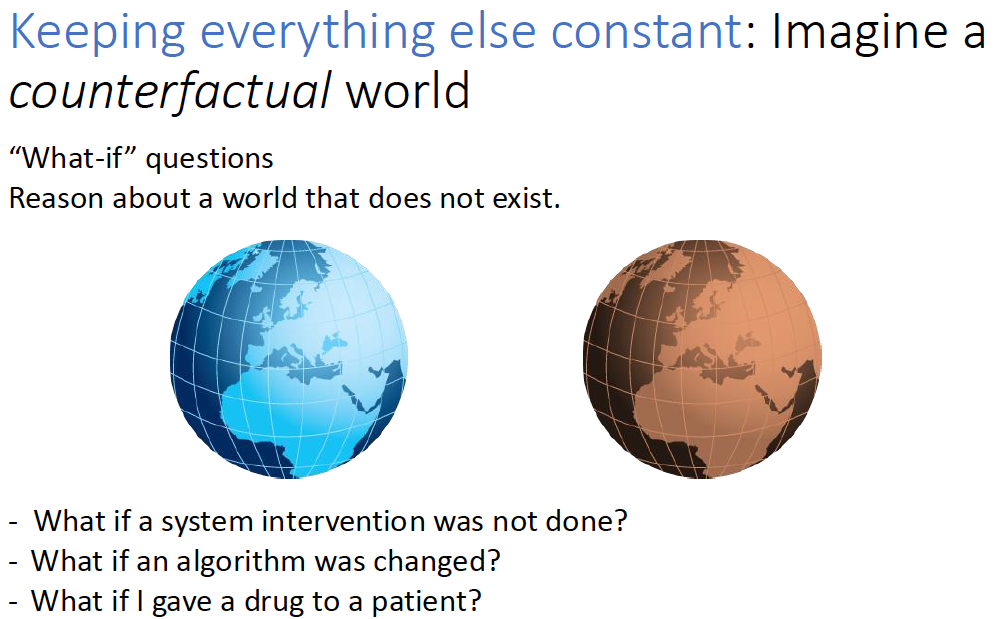 Keeping everything else constant: Imagine a
counterfactual world
“What-if” questions
Reason about a world that does not exist.
- What if a system intervention was not done?
- What if an algorithm was changed?
- What if I gave a drug to a patient?